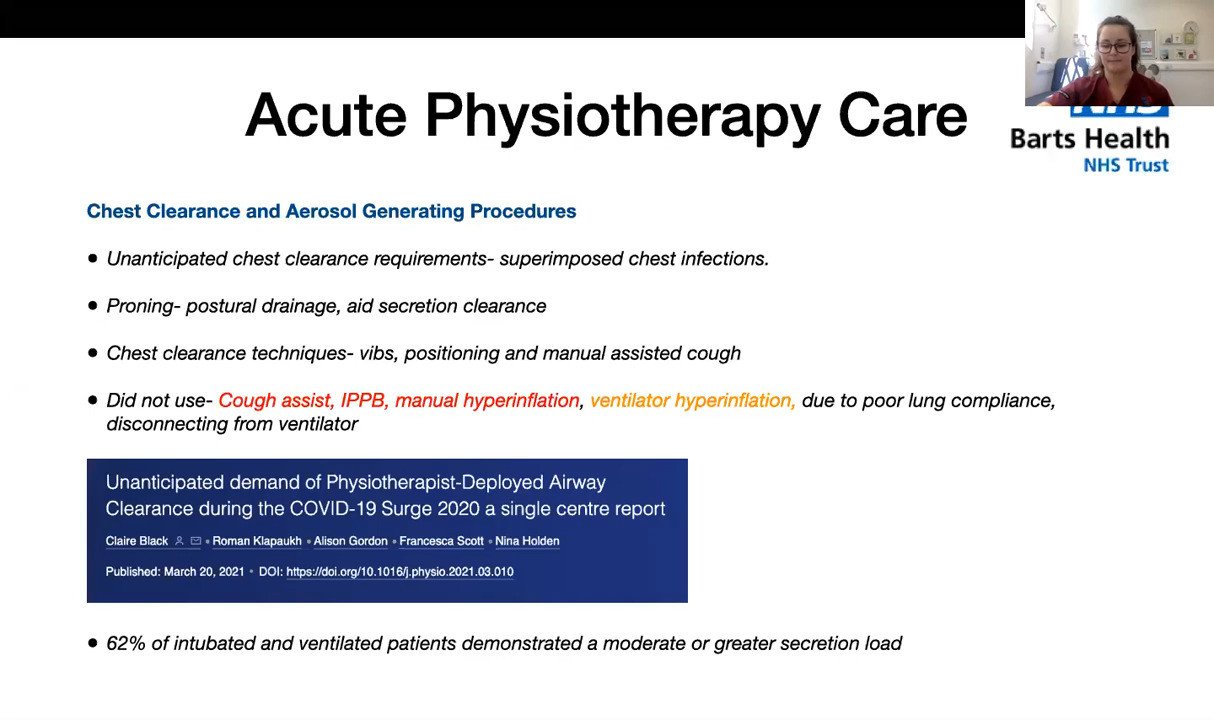 Acute Physiotherapy Care
NHS
Barts Health
NHS Trust
Chest Clearance and Aerosol Generating Procedures
• Unanticipated chest clearance requirements- superimposed chest infections.
• Proning- postural drainage, aid secretion clearance
• Chest clearance techniques- vibs, positioning and manual assisted cough
• Did not use- Cough assist, IPPB, manual hyperinflation, ventilator hyperinflation, due to poor lung compliance,
disconnecting from ventilator
Unanticipated demand of Physiotherapist-Deployed Airway
Clearance during the COVID-19 Surge 2020 a single centre report
Claire Black • Roman Klapaukh • Alison Gordon • Francesca Scott • Nina Holden
Published: March 20, 2021 • DOI: https://doi.org/10.1016/j.physio.2021.03.010
• 62% of intubated and ventilated patients demonstrated a moderate or greater secretion load